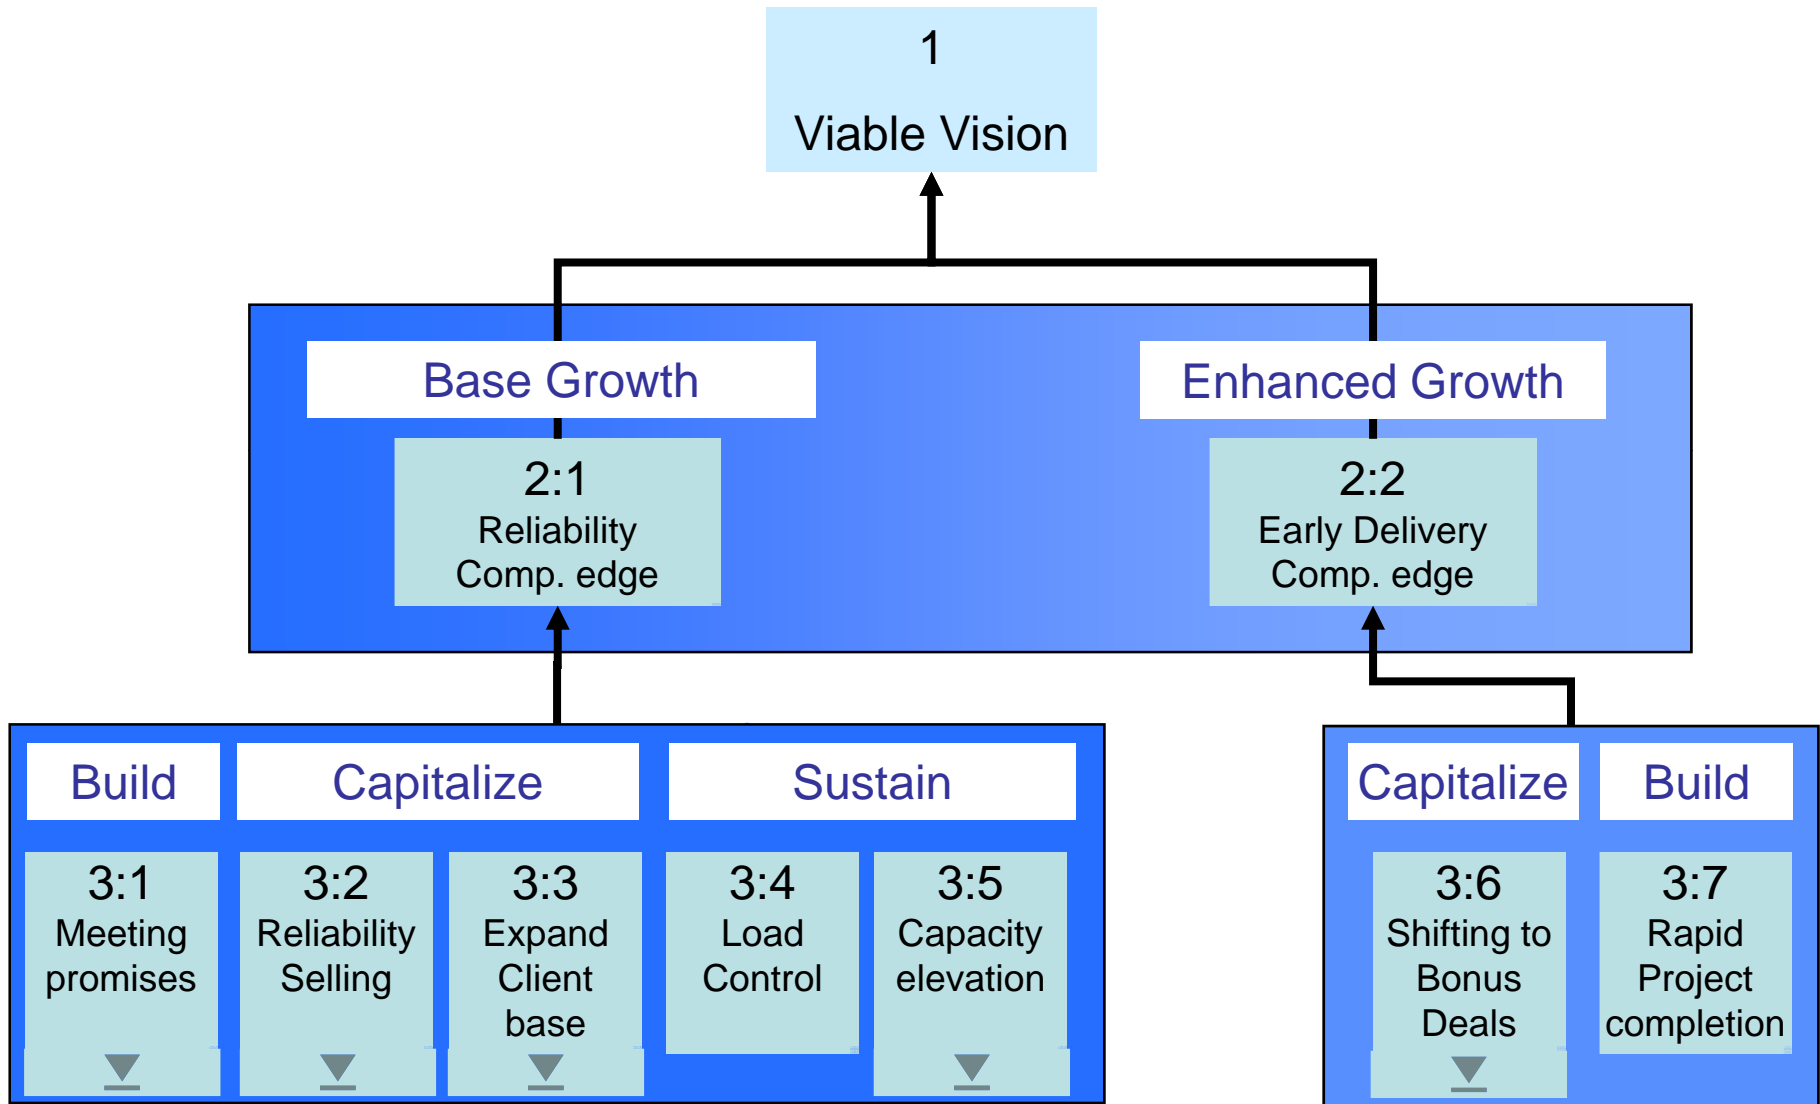 1
Viable Vision
Base Growth
Enhanced Growth
2:1
Reliability
Comp. edge
2:2
Early Delivery
Comp. edge
Build
Capitalize
Sustain
Capitalize
Build
3:1
Meeting
promises
3:2
Reliability
Selling
3:3
Expand
Client
base
3:4
Load
Control
3:5
Capacity
elevation
3:6
Shifting to
Bonus
Deals
3:7
Rapid
Project
completion